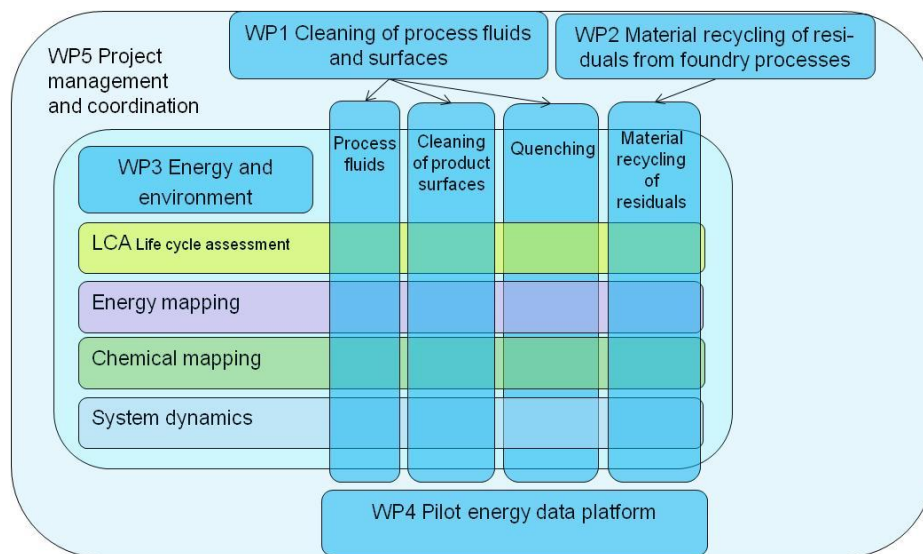 WP5 Project
management
and coordination
WP1 Cleaning of process fluids
and surfaces
WP2 Material recycling of resi-
duals from foundry processes
Process
fluids
Cleaning
of product
surfaces
Quenching
Material
recycling
of
residuals
WP3 Energy and
environment
LCA Life cycle assessment
Energy mapping
Chemical mapping
System dynamics
WP4 Pilot energy data platform